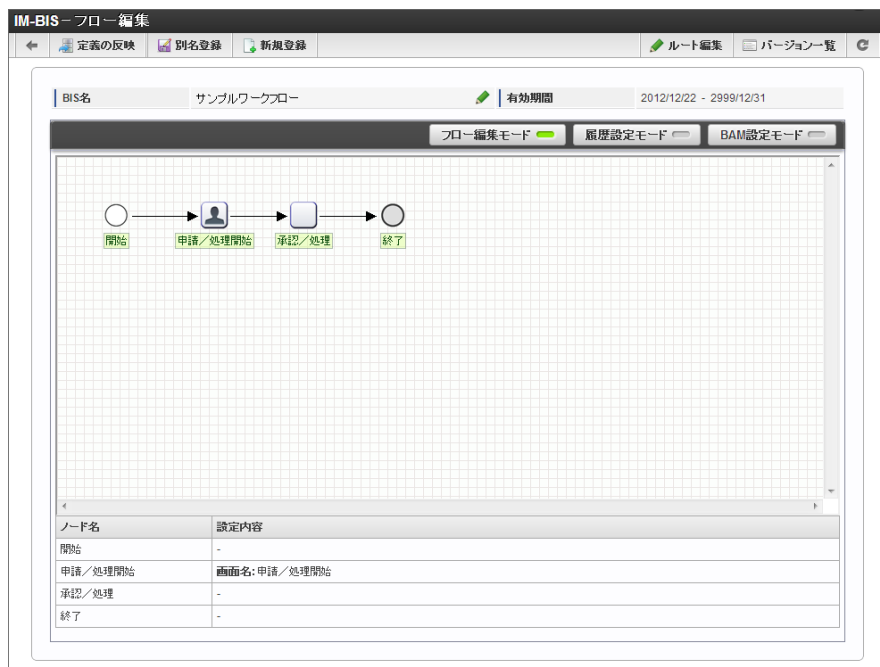 IM-BIS－フロー編集
定義の反映 別名登録 新規登録 ルート編集 バージョン一覧
BIS名 サンプルワークフロー 有効期間 2012/12/22 - 2999/12/31
フロー編集モード 履歴設定モード BAM設定モード
開始 申請／処理開始 承認／処理 終了
ノード名 設定内容
開始 -
申請／処理開始 画面名:申請／処理開始
承認／処理 -
終了 -